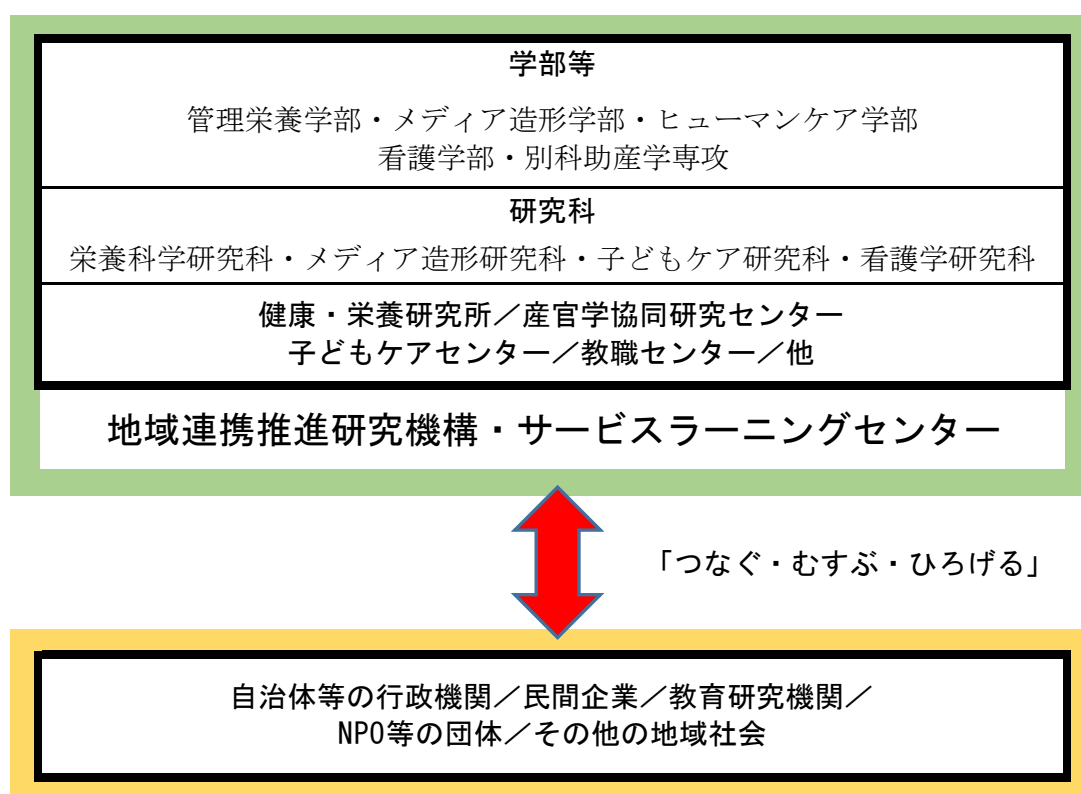 学部等
管理栄養学部・メディア造形学部・ヒューマンケア学部
看護学部・別科助産学専攻
研究科
栄養科学研究科・メディア造形研究科・子どもケア研究科・看護学研究科
健康・栄養研究所／産官学協同研究センター
子どもケアセンター／教職センター／他
地域連携推進研究機構・サービスラーニングセンター
「つなぐ・むすぶ・ひろげる」
自治体等の行政機関／民間企業／教育研究機関／
NPO等の団体／その他の地域社会